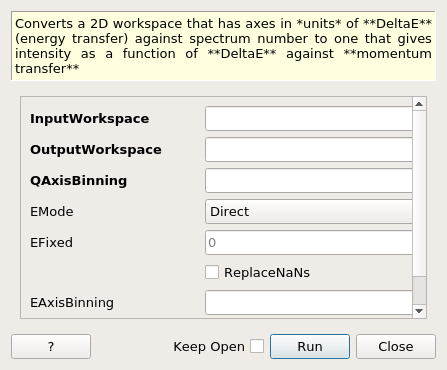 Converts a 2D workspace that has axes in *units* of **DeltaE**
(energy transfer) against spectrum number to one that gives
intensity as a function of **DeltaE** against **momentum
transfer**
InputWorkspace
OutputWorkspace
QAxisBinning
EMode Direct
EFixed 0
ReplaceNaNs
EAxisBinning
? Keep Open Run Close